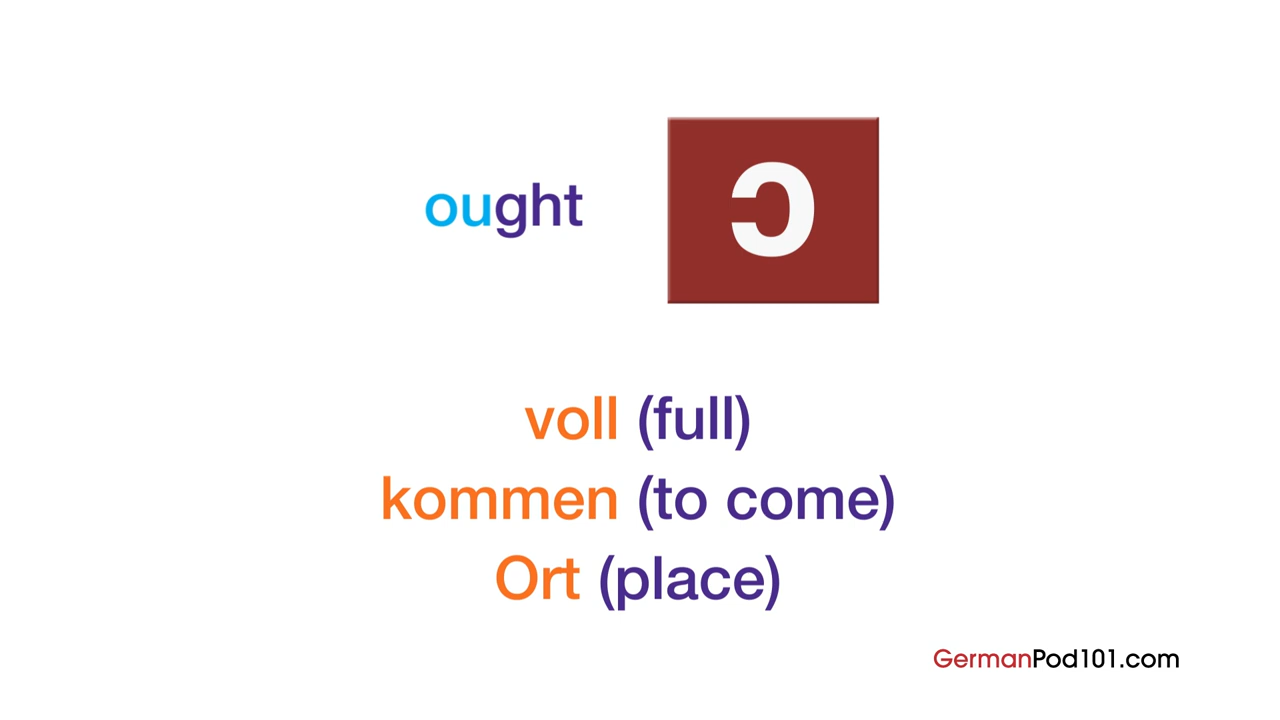 ought
ɔ
voll (full)
kommen (to come)
Ort (place)
GermanPod101.com